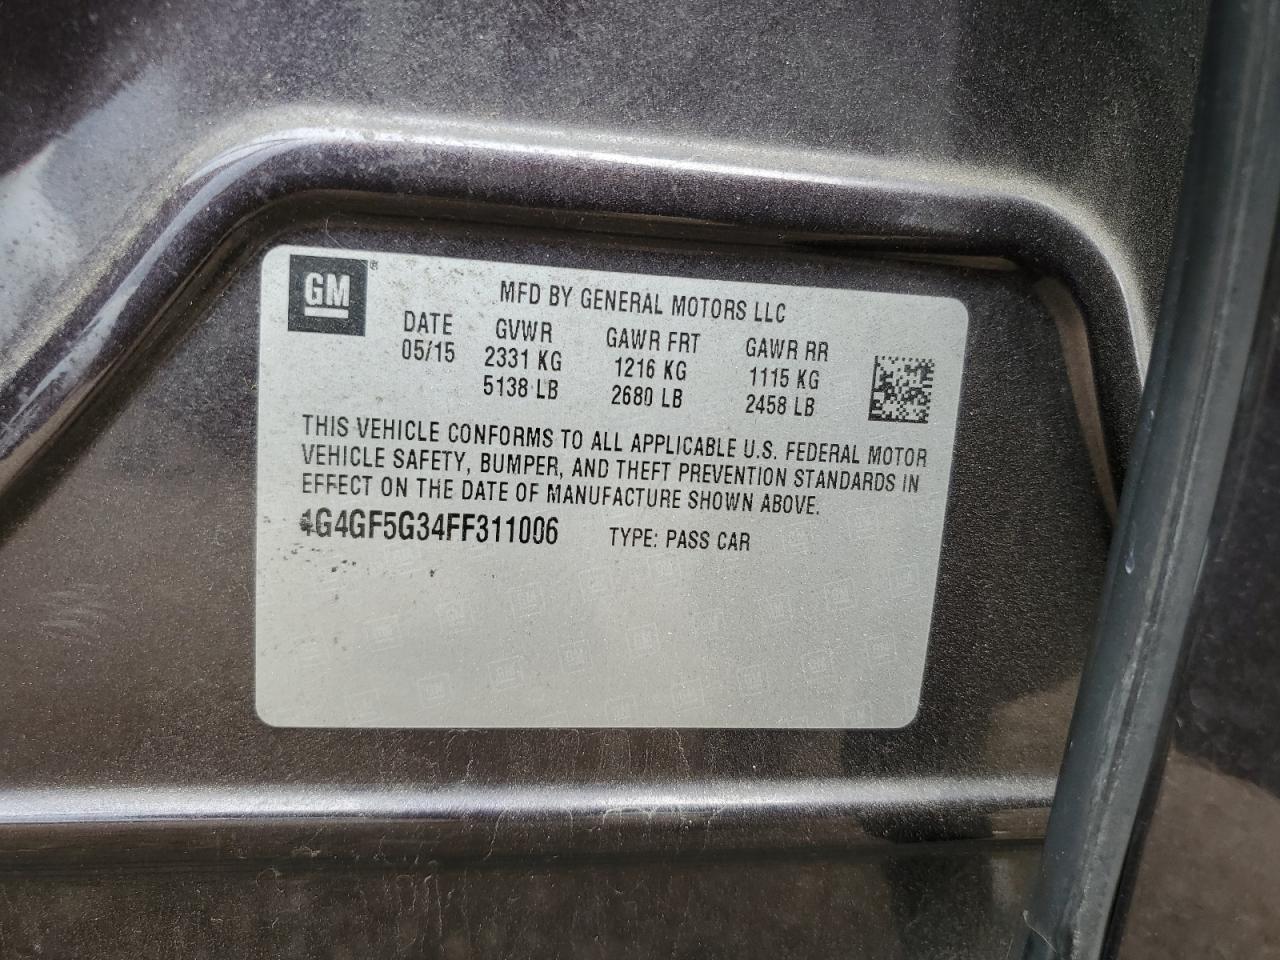 GM®
MFD BY GENERAL MOTORS LLC
DATE GVWR GAWR FRT GAWR RR
05/15 2331 KG 1216 KG 1115 KG
5138 LB 2680 LB 2458 LB
THIS VEHICLE CONFORMS TO ALL APPLICABLE U.S. FEDERAL MOTOR
VEHICLE SAFETY, BUMPER, AND THEFT PREVENTION STANDARDS IN
EFFECT ON THE DATE OF MANUFACTURE SHOWN ABOVE.
1G4GF5G34FF311006 TYPE: PASS CAR